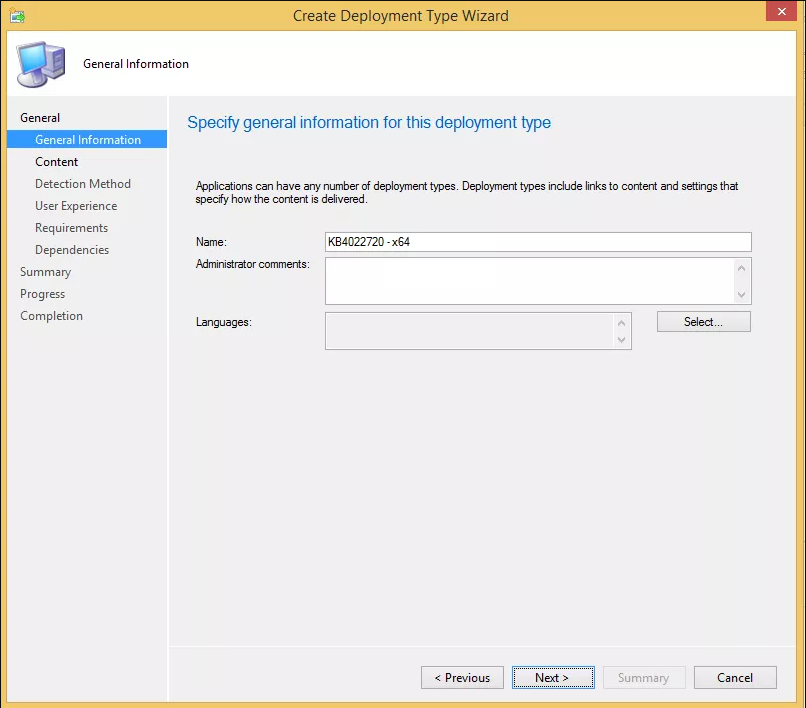 Create Deployment Type Wizard
General Information
General
General Information
Content
Detection Method
User Experience
Requirements
Dependencies
Summary
Progress
Completion
Specify general information for this deployment type
Applications can have any number of deployment types. Deployment types include links to content and settings that
specify how the content is delivered.
Name: KB4022720 - x64
Administrator comments:
Languages: Select...
< Previous Next > Summary Cancel